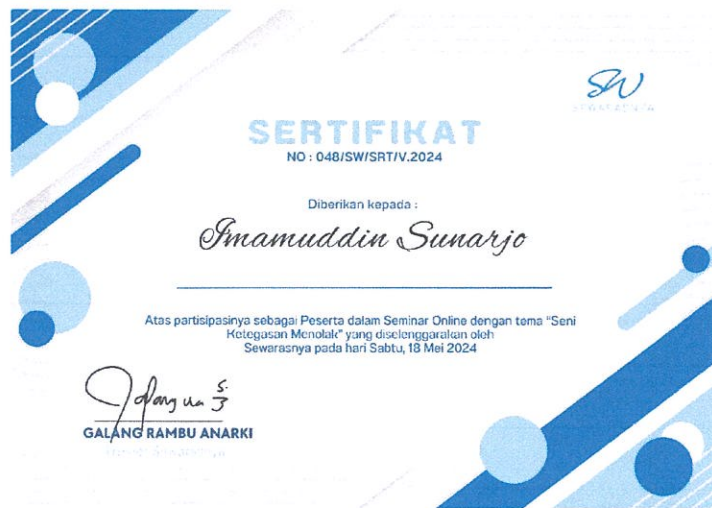 SW
SEWARASNYA
SERTIFIKAT
NO : 048/SW/SRT/V.2024
Diberikan kepada :
Imamuddin Sunarjo
Atas partisipasinya sebagai Peserta dalam Seminar Online dengan tema "Seni
Ketegasan Menolak" yang diselenggarakan oleh
Sewarasnya pada hari Sabtu, 18 Mei 2024
GALANG RAMBU ANARKI